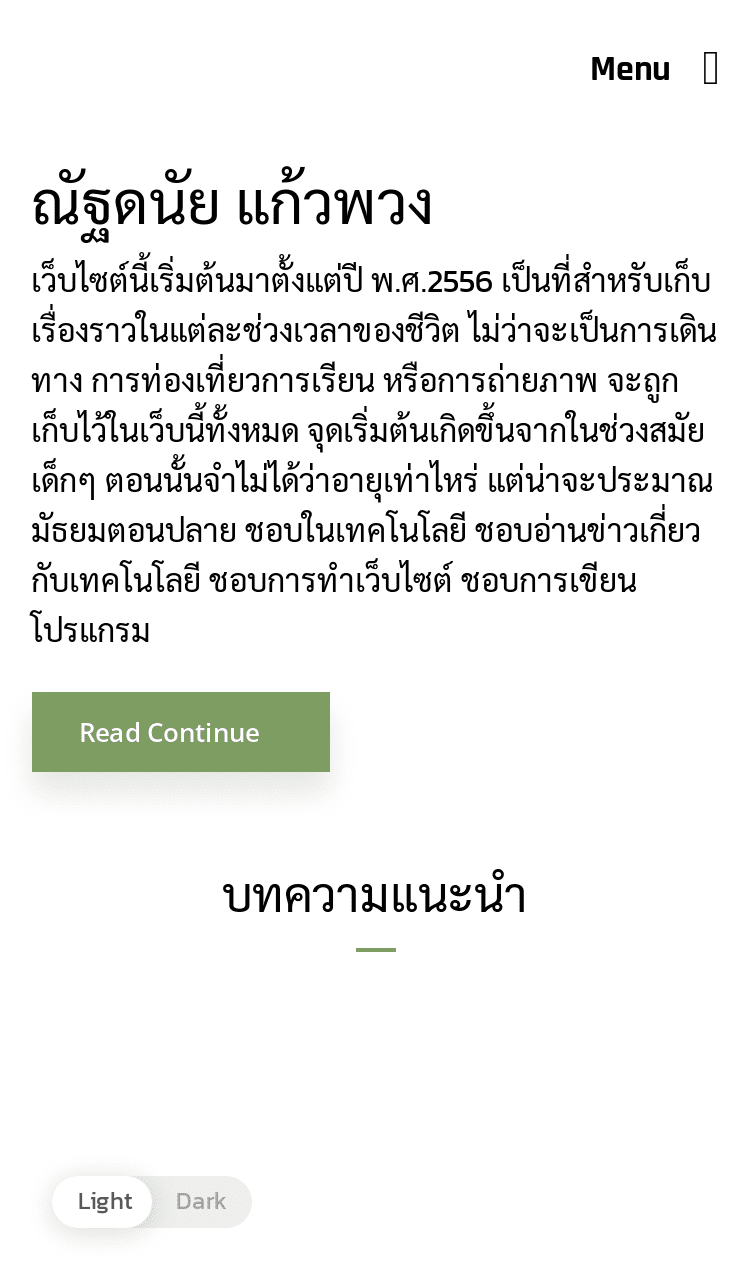 Menu
ณัฐดนัย แก้วพวง
เว็บไซต์นี้เริ่มต้นมาตั้งแต่ปี พ.ศ.2556 เป็นที่สำหรับเก็บ
เรื่องราวในแต่ละช่วงเวลาของชีวิต ไม่ว่าจะเป็นการเดิน
ทาง การท่องเที่ยวการเรียน หรือการถ่ายภาพ จะถูก
เก็บไว้ในเว็บนี้ทั้งหมด จุดเริ่มต้นเกิดขึ้นจากในช่วงสมัย
เด็กๆ ตอนนั้นจำไม่ได้ว่าอายุเท่าไหร่ แต่น่าจะประมาณ
มัธยมตอนปลาย ชอบในเทคโนโลยี ชอบอ่านข่าวเกี่ยว
กับเทคโนโลยี ชอบการทำเว็บไซต์ ชอบการเขียน
โปรแกรม
Read Continue
บทความแนะนำ
Light Dark